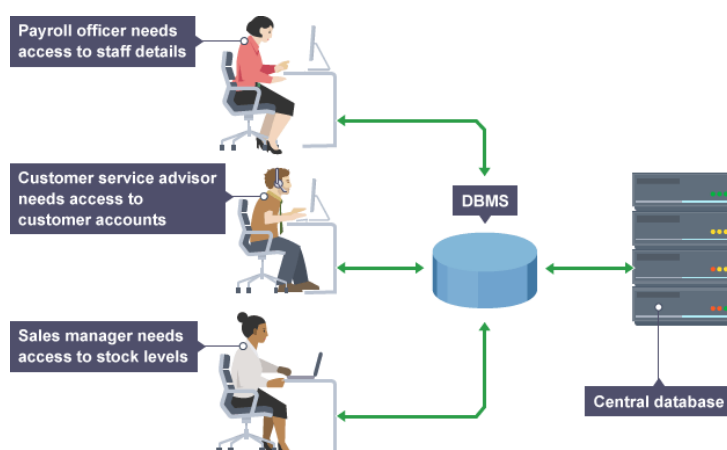 Payroll officer needs
access to staff details
Customer service advisor
needs access to
customer accounts
DBMS
Sales manager needs
access to stock levels
Central database